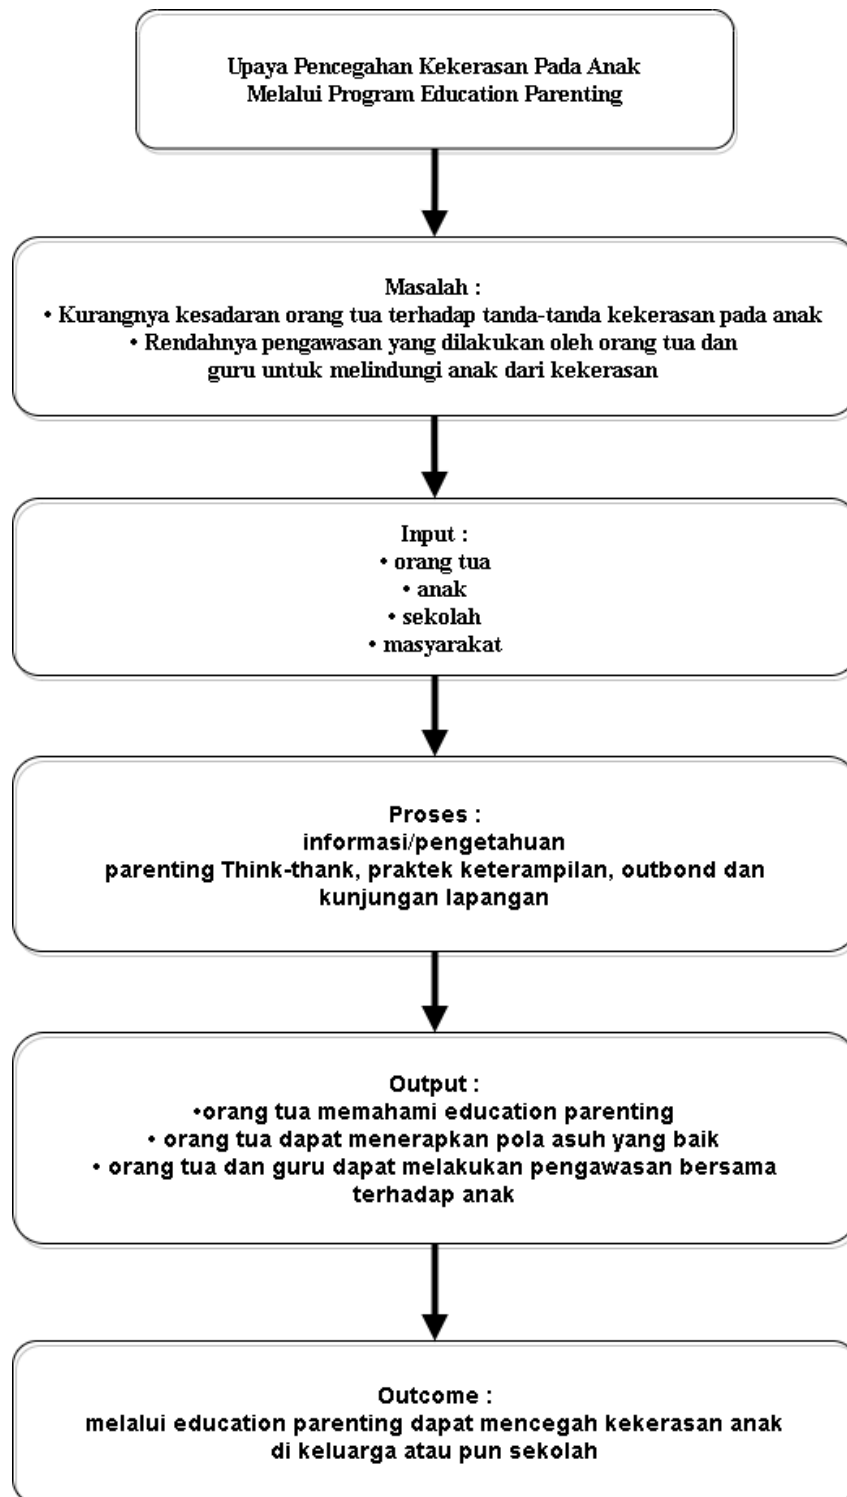 Upaya Pencegahan Kekerasan Pada Anak
Melalui Program Education Parenting
Masalah :
• Kurangnya kesadaran orang tua terhadap tanda-tanda kekerasan pada anak
• Rendahnya pengawasan yang dilakukan oleh orang tua dan
guru untuk melindungi anak dari kekerasan
Input :
• orang tua
• anak
• sekolah
• masyarakat
Proses :
informasi/pengetahuan
parenting Think-thank, praktek keterampilan, outbond dan
kunjungan lapangan
Output :
•orang tua memahami education parenting
• orang tua dapat menerapkan pola asuh yang baik
• orang tua dan guru dapat melakukan pengawasan bersama
terhadap anak
Outcome :
melalui education parenting dapat mencegah kekerasan anak
di keluarga atau pun sekolah